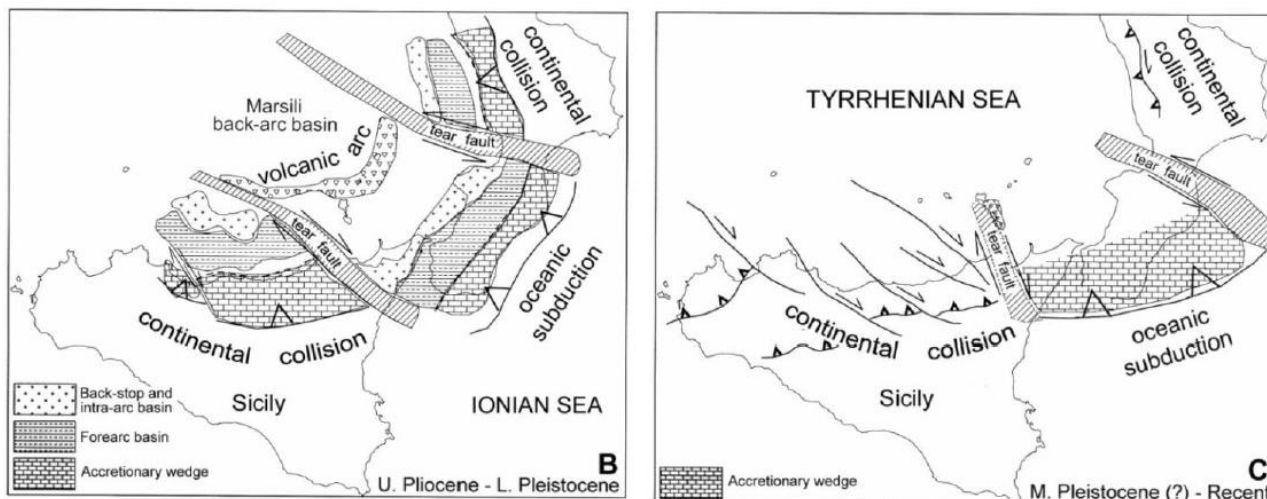 continental
collision
Marsili
back-arc basin
tear fault
volcanic arc
tear fault
oceanic
subduction
continental collision
Back-stop and
intra-arc basin
Sicily
IONIAN SEA
Forearc basin
Accretionary wedge
B
U. Pliocene - L. Pleistocene
continental
collision
TYRRHENIAN SEA
tear fault
tear fault
continental collision
oceanic
subduction
Sicily
Accretionary wedge
C
M. Pleistocene (?) - Recent